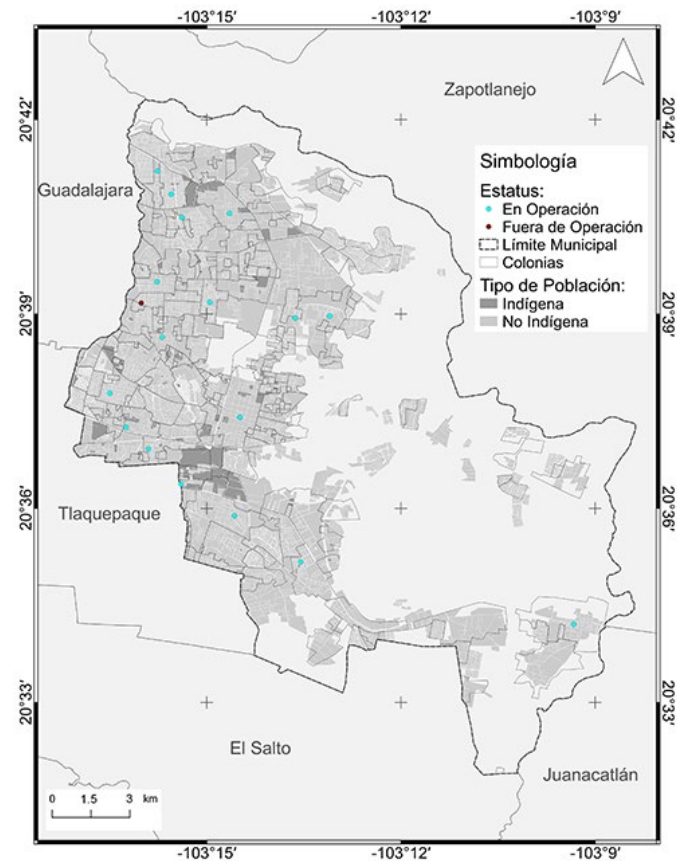 -103°15' -103°12' -103°9'
Zapotlanejo
20°42' 20°42'
Simbología
Guadalajara
Estatus:
En Operación
Fuera de Operación
Límite Municipal
Colonias
Tipo de Población:
Indígena
No Indígena
20°39' 20°39'
Tlaquepaque
20°36' 20°36'
20°33' 20°33'
El Salto
Juanacatlán
0 1.5 3 km
-103°15' -103°12' -103°9'